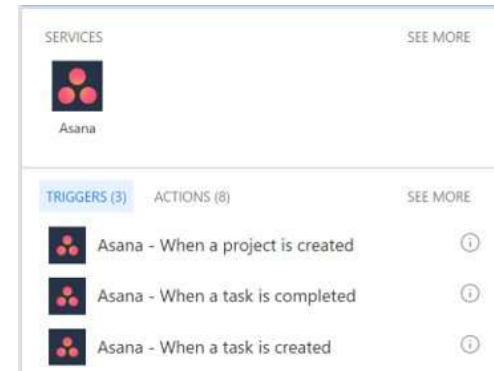 SERVICES SEE MORE
Asana
TRIGGERS (3) ACTIONS (8) SEE MORE
Asana - When a project is created
Asana - When a task is completed
Asana - When a task is created